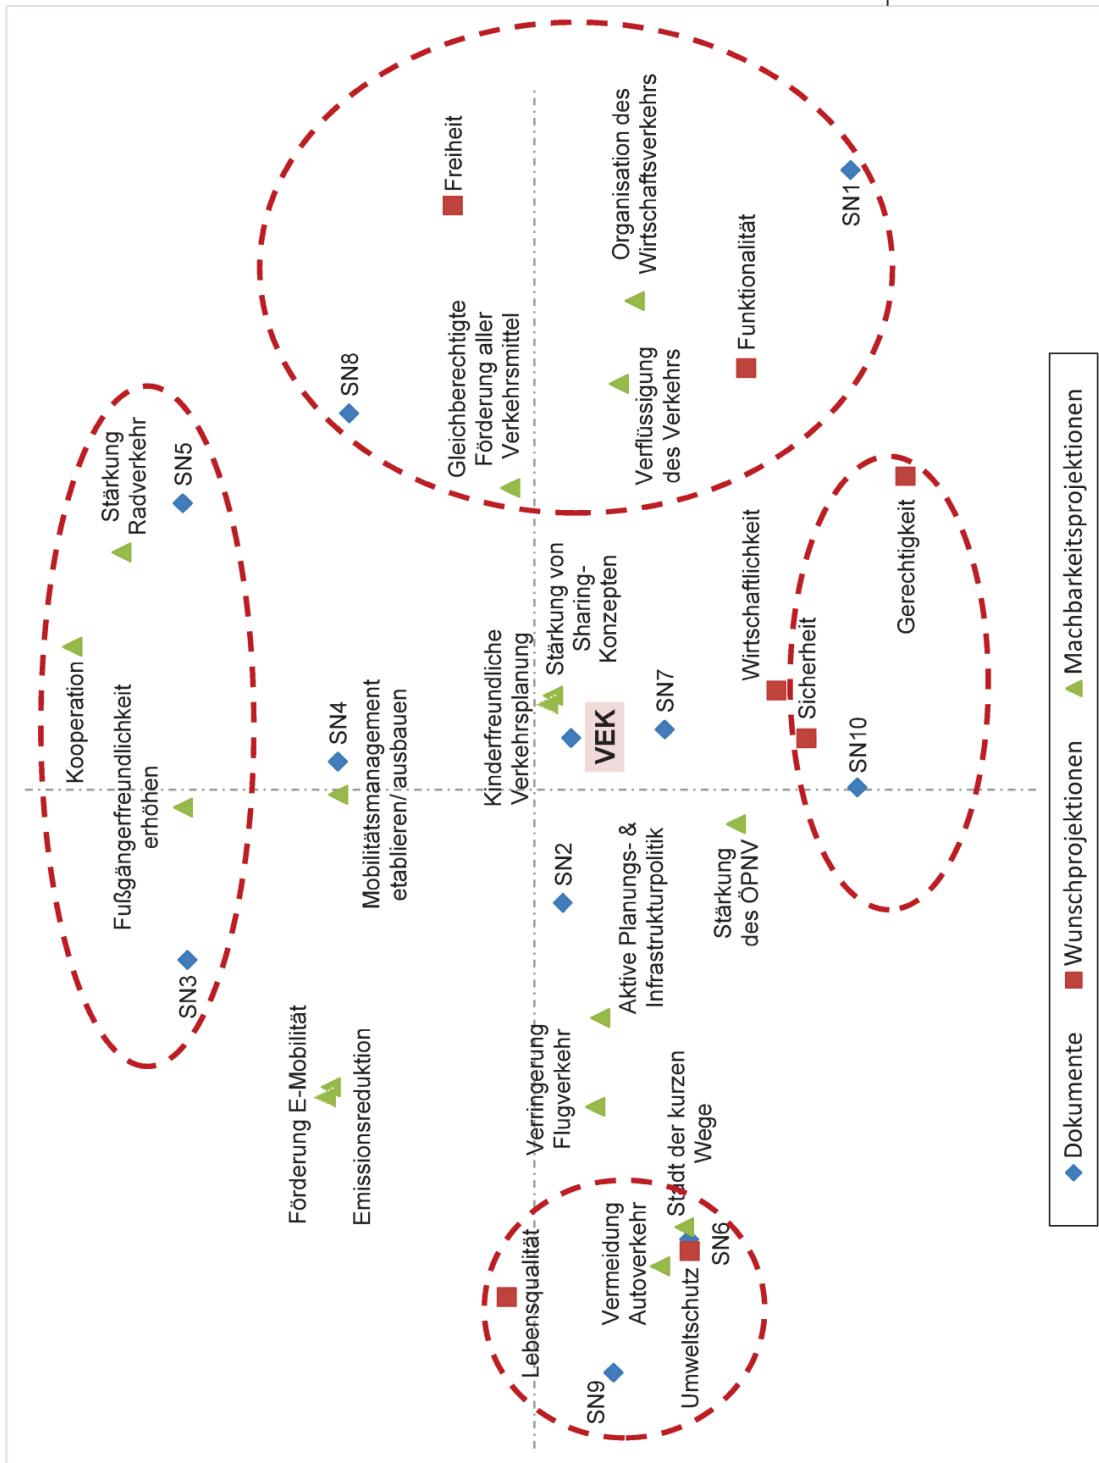 Kooperation
Stärkung
Radverkehr
SN5
Fußgängerfreundlichkeit
erhöhen
SN3
SN4
Mobilitätsmanagement
etablieren/ausbauen
Förderung E-Mobilität
Emissionsreduktion
SN8
Freiheit
Gleichberechtigte
Förderung aller
Verkehrsmittel
Organisation des
Wirtschaftsverkehrs
Verflüssigung
des Verkehrs
Funktionalität
SN1
Kinderfreundliche
Verkehrsplanung
Stärkung von
Sharing-
Konzepten
VEK
SN7
SN2
Aktive Planungs- &
Infrastrukturpolitik
Verringerung
Flugverkehr
Stärkung
des ÖPNV
Wirtschaftlichkeit
Sicherheit
SN10
Gerechtigkeit
Lebensqualität
Vermeidung
Autoverkehr
Stadt der kurzen
Wege
SN6
Umweltschutz
SN9
Dokumente
Wunschprojektionen
Machbarkeitsprojektionen